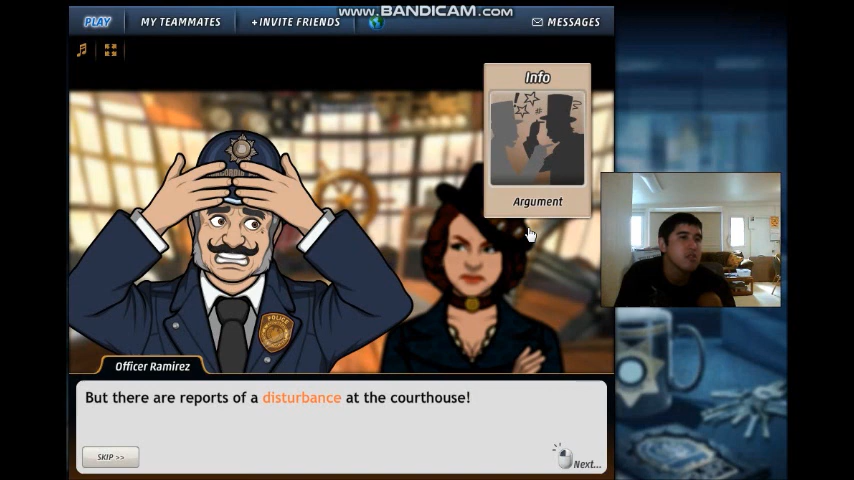 www.BANDICAM.com
PLAY MY TEAMMATES +INVITE FRIENDS MESSAGES
Info
Argument
POLICE
Officer Ramirez
But there are reports of a disturbance at the courthouse!
SKIP >>
Next...